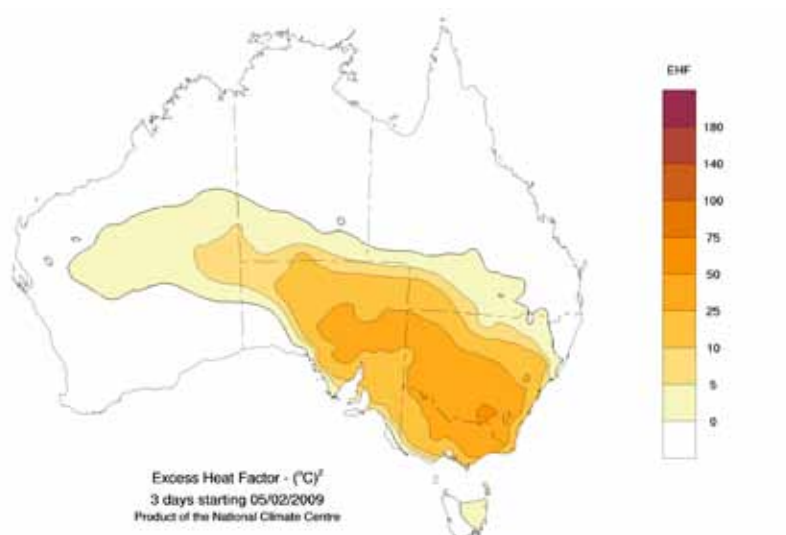 EHF
180
140
100
75
50
25
10
5
0
Excess Heat Factor - (°C)²
3 days starting 05/02/2009
Product of the National Climate Centre